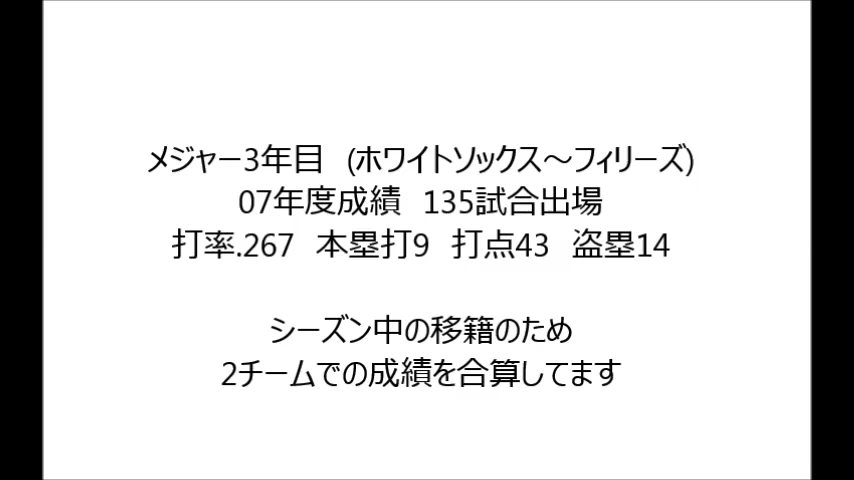 メジャー3年目　(ホワイトソックス～フィリーズ)
07年度成績　135試合出場
打率.267　本塁打9　打点43　盗塁14
シーズン中の移籍のため
2チームでの成績を合算してます